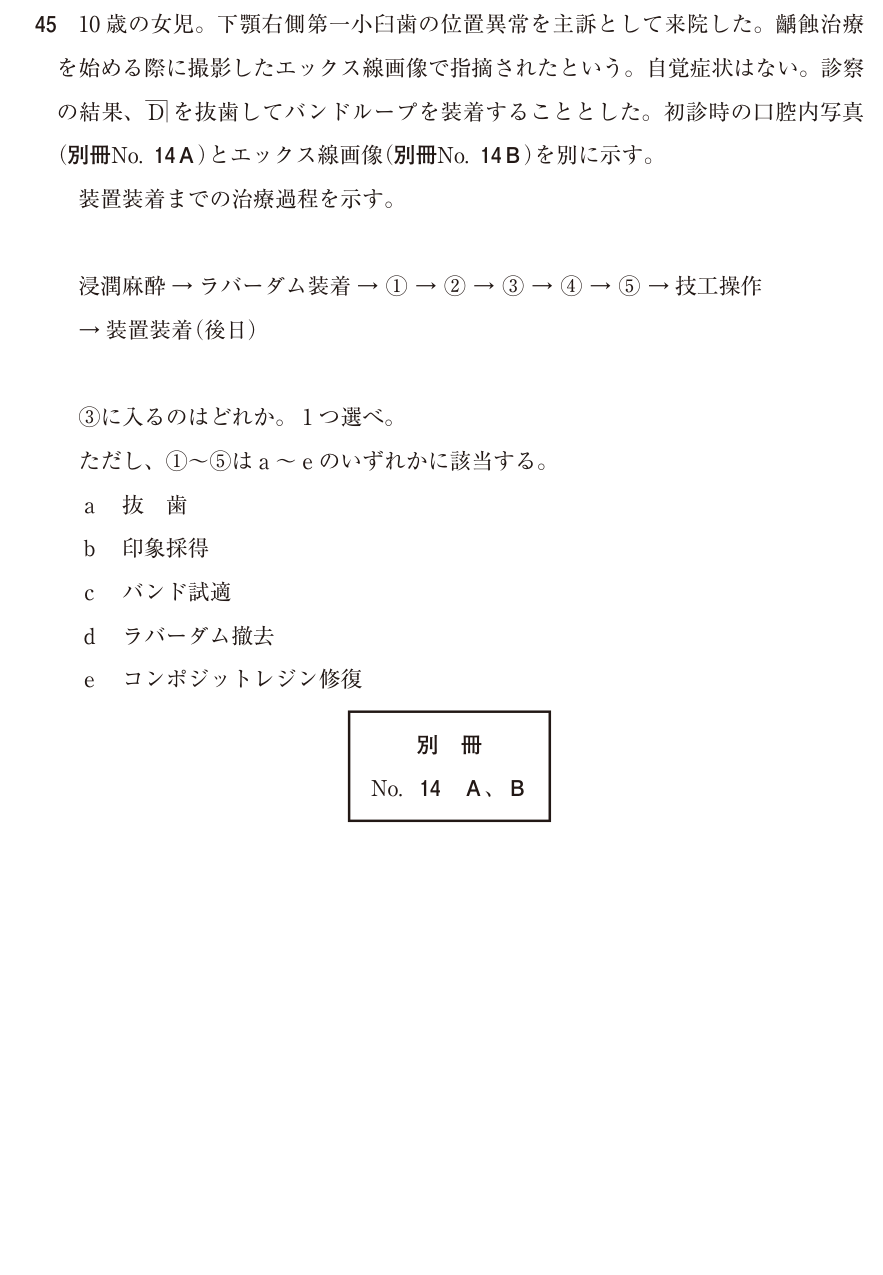 45 10 歳の女児。下顎右側第一小臼歯の位置異常を主訴として来院した。齲蝕治療
を始める際に撮影したエックス線画像で指摘されたという。自覚症状はない。診察
の結果、D を抜歯してバンドループを装着することとした。初診時の口腔内写真
(別冊No. 14 A)とエックス線画像(別冊No. 14 B)を別に示す。
装置装着までの治療過程を示す。
浸潤麻酔 → ラバーダム装着 → ① → ② → ③ → ④ → ⑤ → 技工操作
→ 装置装着(後日)
③に入るのはどれか。1 つ選べ。
ただし、①〜⑤は a 〜 e のいずれかに該当する。
a 抜 歯
b 印象採得
c バンド試適
d ラバーダム撤去
e コンポジットレジン修復
別 冊
No. 14 A、B